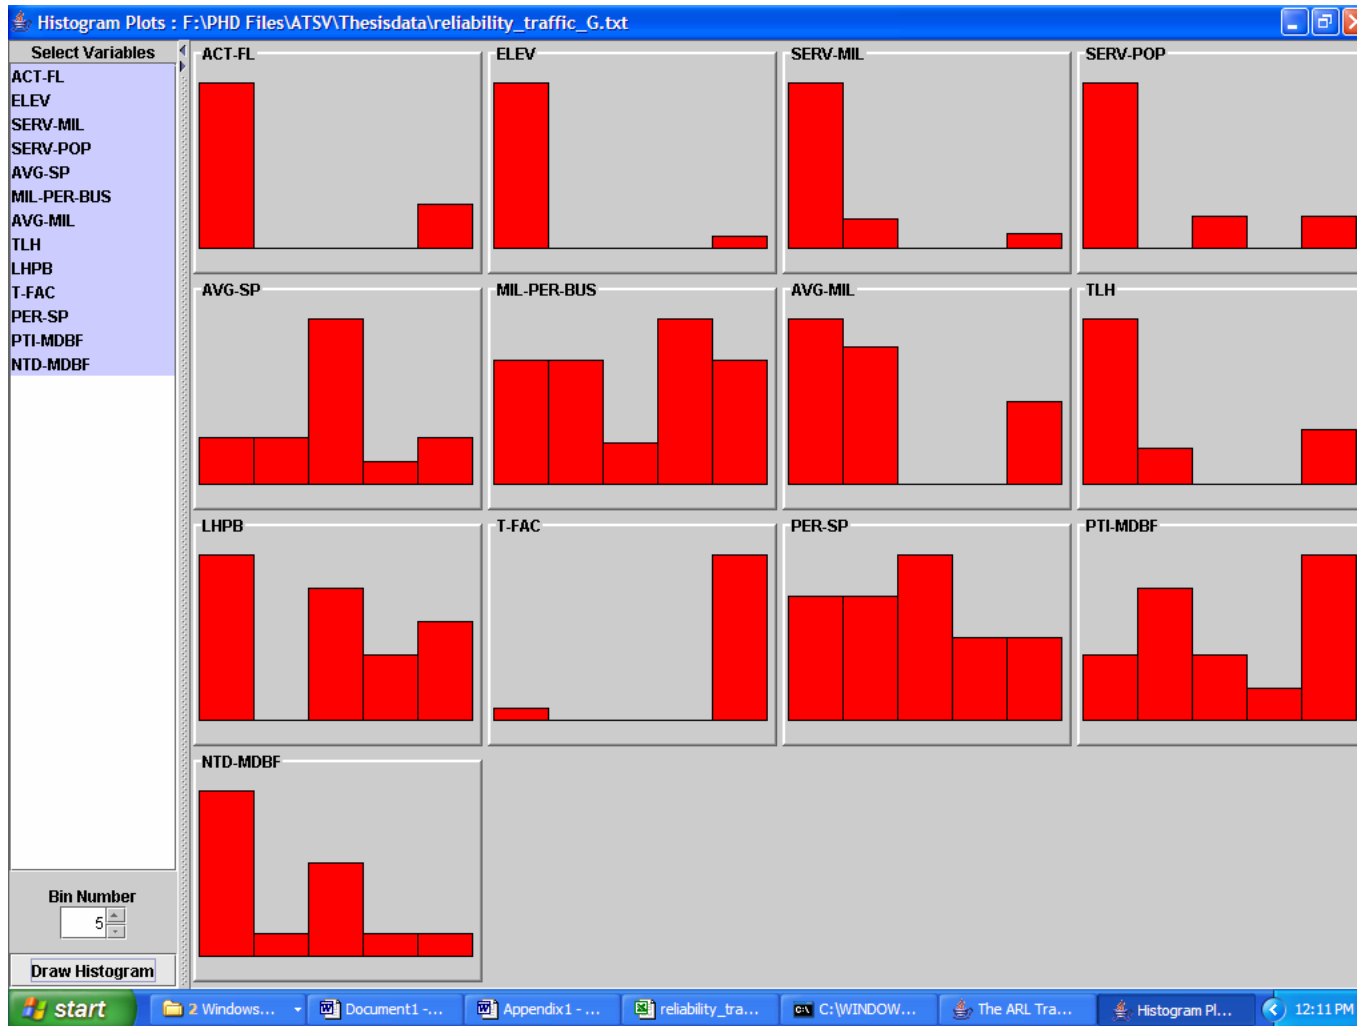 Histogram Plots : F:\PHD Files\ATSV\Thesisdata\reliability_traffic_G.txt
Select Variables
ACT-FL
ELEV
SERV-MIL
SERV-POP
AVG-SP
MIL-PER-BUS
AVG-MIL
TLH
LHPB
T-FAC
PER-SP
PTI-MDBF
NTD-MDBF
Bin Number
5
Draw Histogram
ACT-FL
ELEV
SERV-MIL
SERV-POP
AVG-SP
MIL-PER-BUS
AVG-MIL
TLH
LHPB
T-FAC
PER-SP
PTI-MDBF
NTD-MDBF
start
2 Windows...
Document1 -...
Appendix1 - ...
reliability_tra...
C:\WINDOW...
The ARL Tra...
Histogram Pl...
12:11 PM